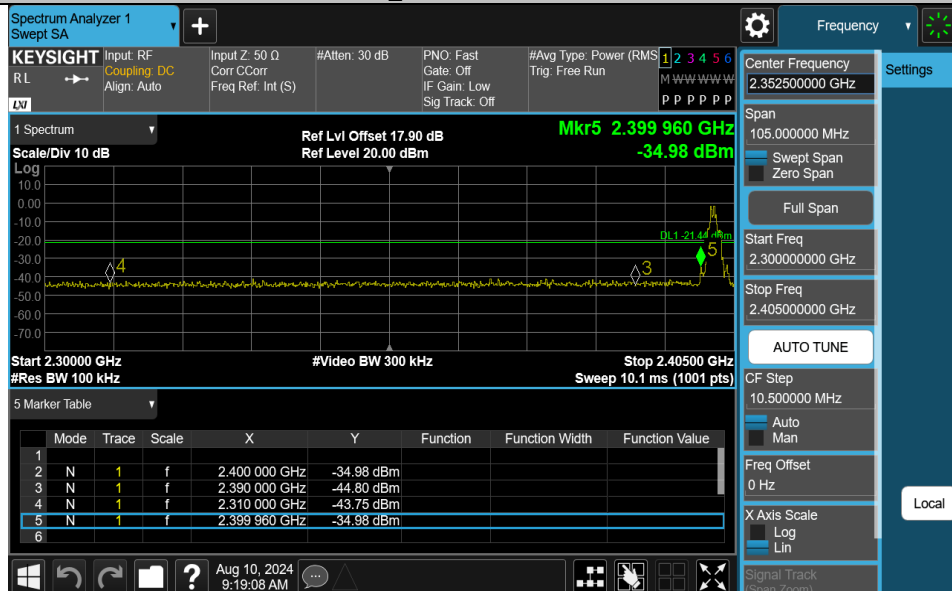 Spectrum Analyzer 1
Swept SA
+
Frequency
KEYSIGHT
RL
LXI
Input: RF
Coupling: DC
Align: Auto
Input Z: 50 Ω
Corr CCorr
Freq Ref: Int (S)
#Atten: 30 dB
PNO: Fast
Gate: Off
IF Gain: Low
Sig Track: Off
#Avg Type: Power (RMS
Trig: Free Run
1 2 3 4 5 6
M W W W W W
P P P P P P
1 Spectrum
Scale/Div 10 dB
Ref Lvl Offset 17.90 dB
Ref Level 20.00 dBm
Mkr5 2.399 960 GHz
-34.98 dBm
Log
10.0
0.00
-10.0
-20.0
-30.0
-40.0
-50.0
-60.0
-70.0
DL1 -21.44 dBm
4
3
5
Start 2.30000 GHz
#Video BW 300 kHz
Stop 2.40500 GHz
#Res BW 100 kHz
Sweep 10.1 ms (1001 pts)
5 Marker Table
Mode Trace Scale X Y Function Function Width Function Value
1
2 N 1 f 2.400 000 GHz -34.98 dBm
3 N 1 f 2.390 000 GHz -44.80 dBm
4 N 1 f 2.310 000 GHz -43.75 dBm
5 N 1 f 2.399 960 GHz -34.98 dBm
6
?
Aug 10, 2024
9:19:08 AM
Center Frequency
2.352500000 GHz
Span
105.000000 MHz
Swept Span
Zero Span
Full Span
Start Freq
2.300000000 GHz
Stop Freq
2.405000000 GHz
AUTO TUNE
CF Step
10.500000 MHz
Auto
Man
Freq Offset
0 Hz
X Axis Scale
Log
Lin
Signal Track
(Span Zoom)
Settings
Local